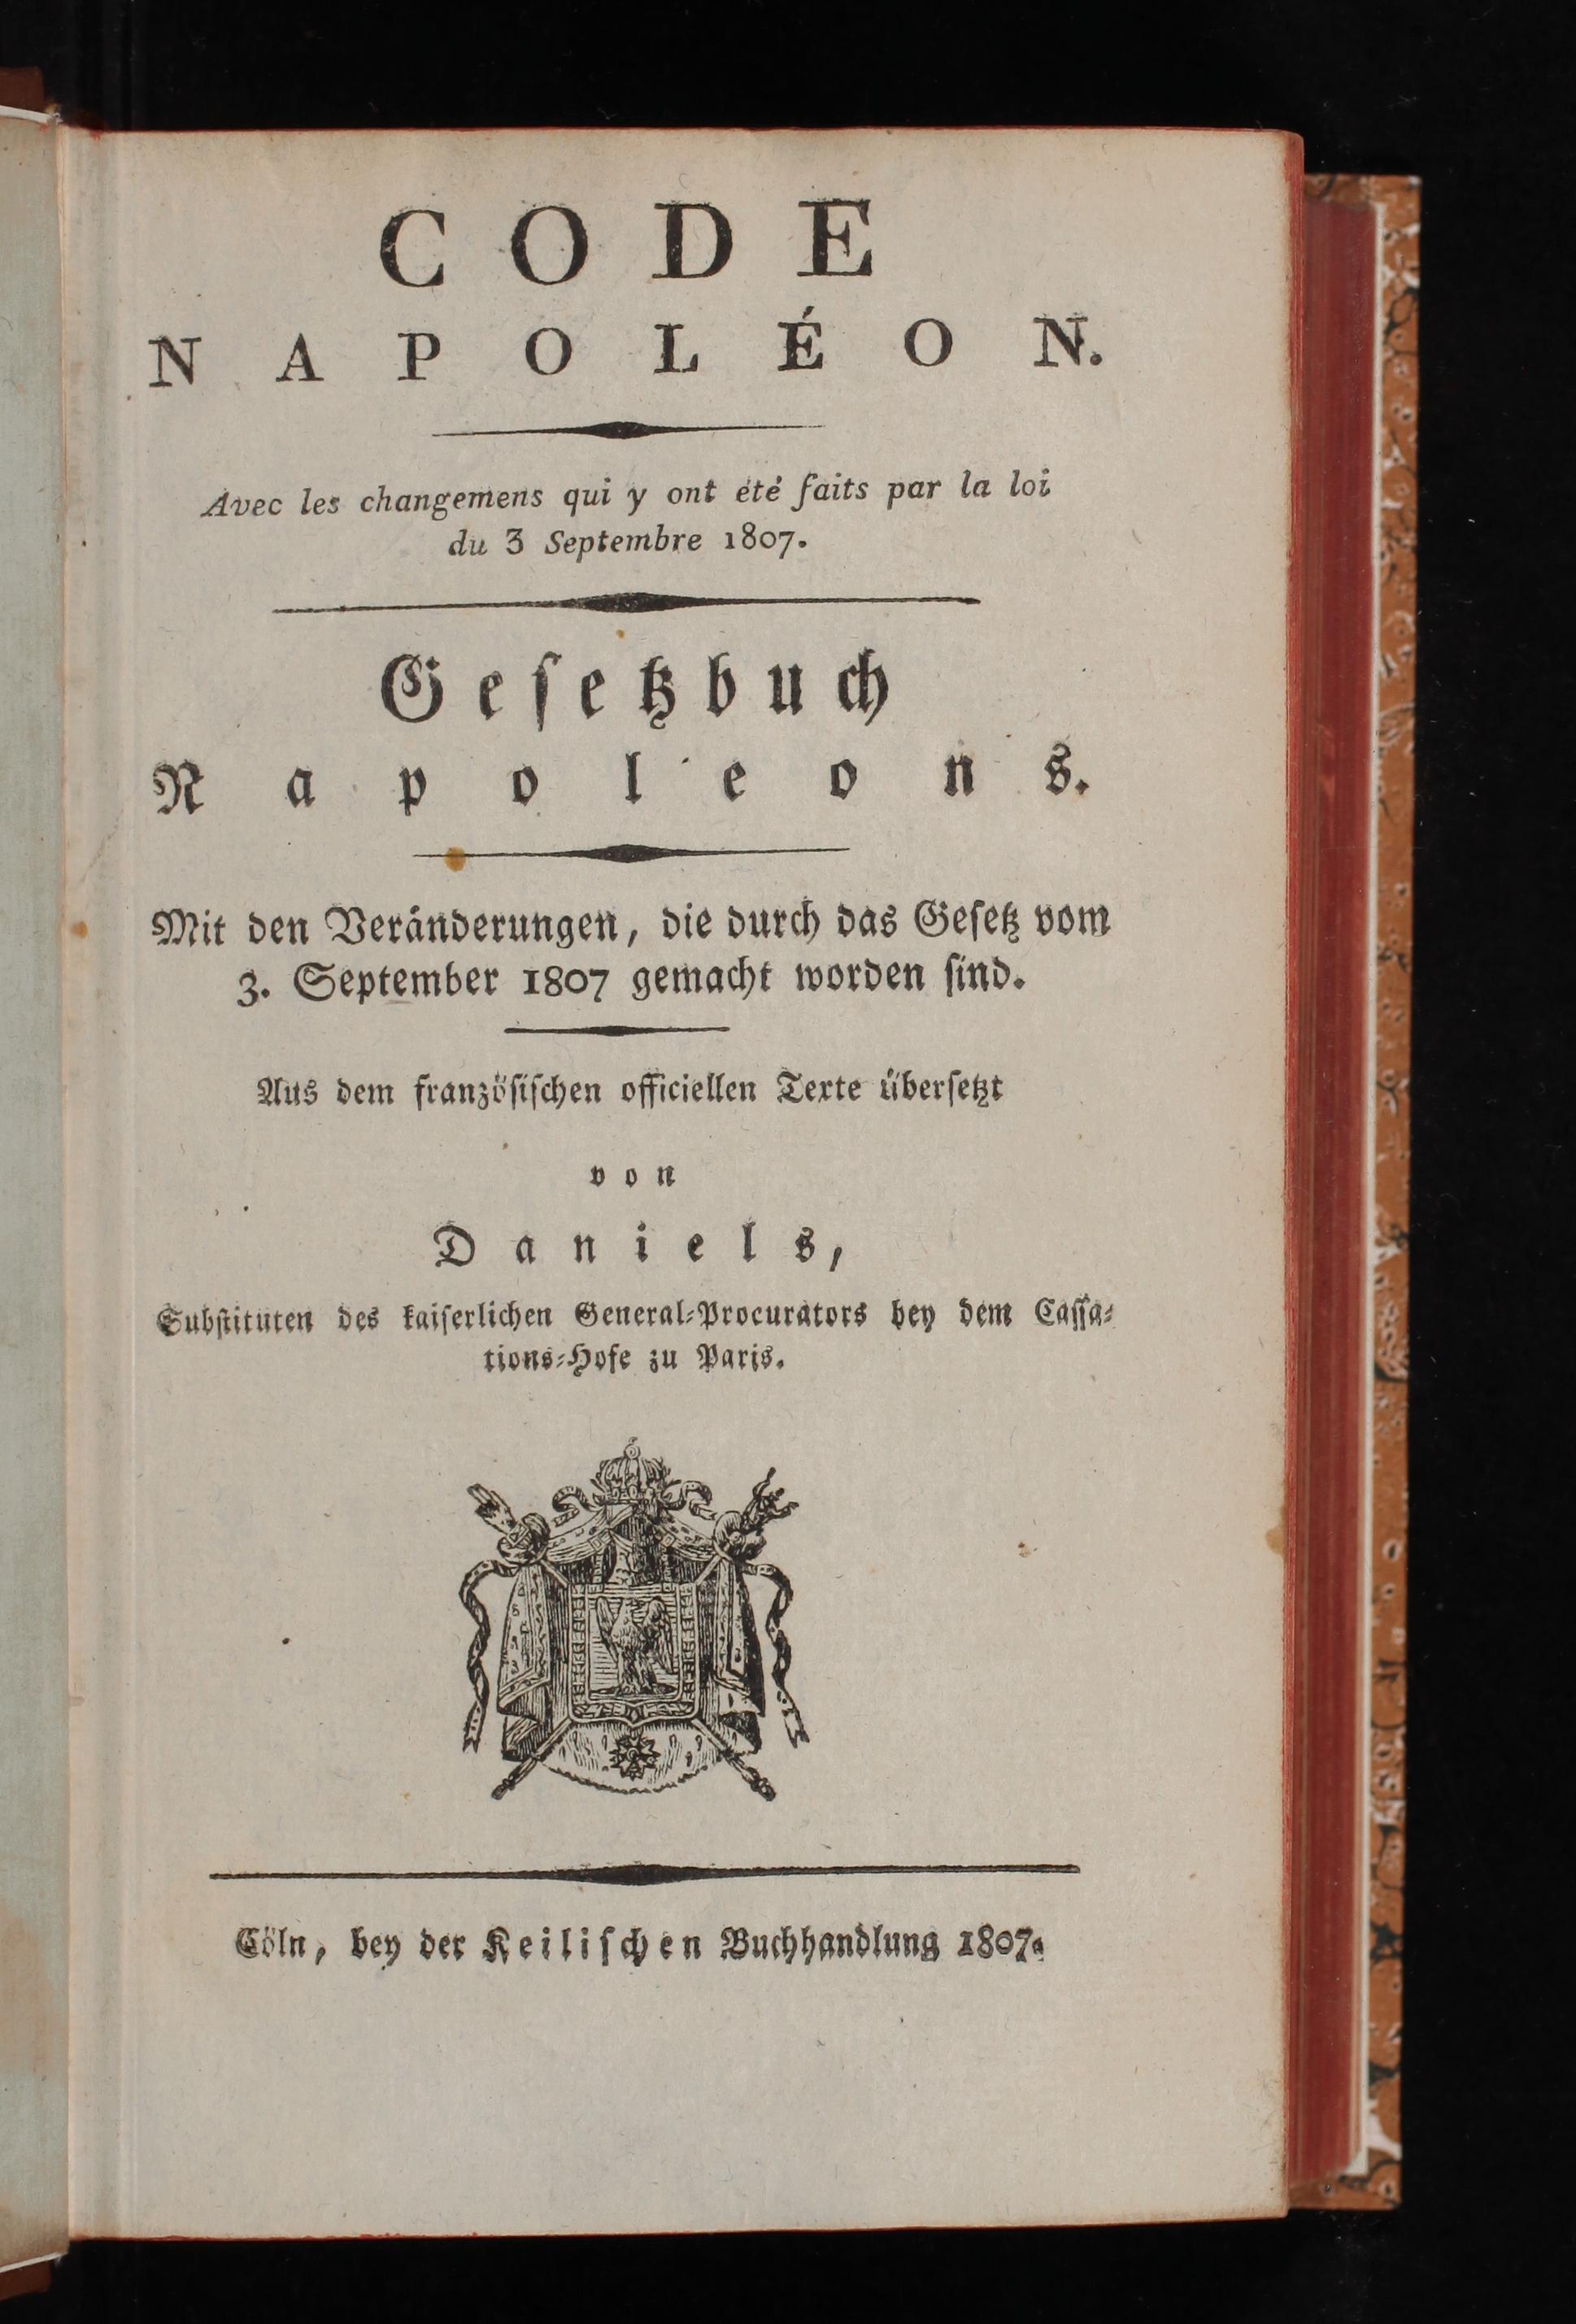 CODE
NAPOLÉON.
Avec les changemens qui y ont été faits par la loi
du 3 Septembre 1807.
Geſetzbuch
Napoleons.
Mit den Veränderungen, die durch das Geſetz vom
3. September 1807 gemacht worden ſind.
Aus dem franzöſiſchen officiellen Texte überſetzt
von
Daniels,
Subſtituten des kaiſerlichen General-Procurators bey dem Caſſa-
tions-Hofe zu Paris.
Cöln, bey der Keiliſchen Buchhandlung 1807.